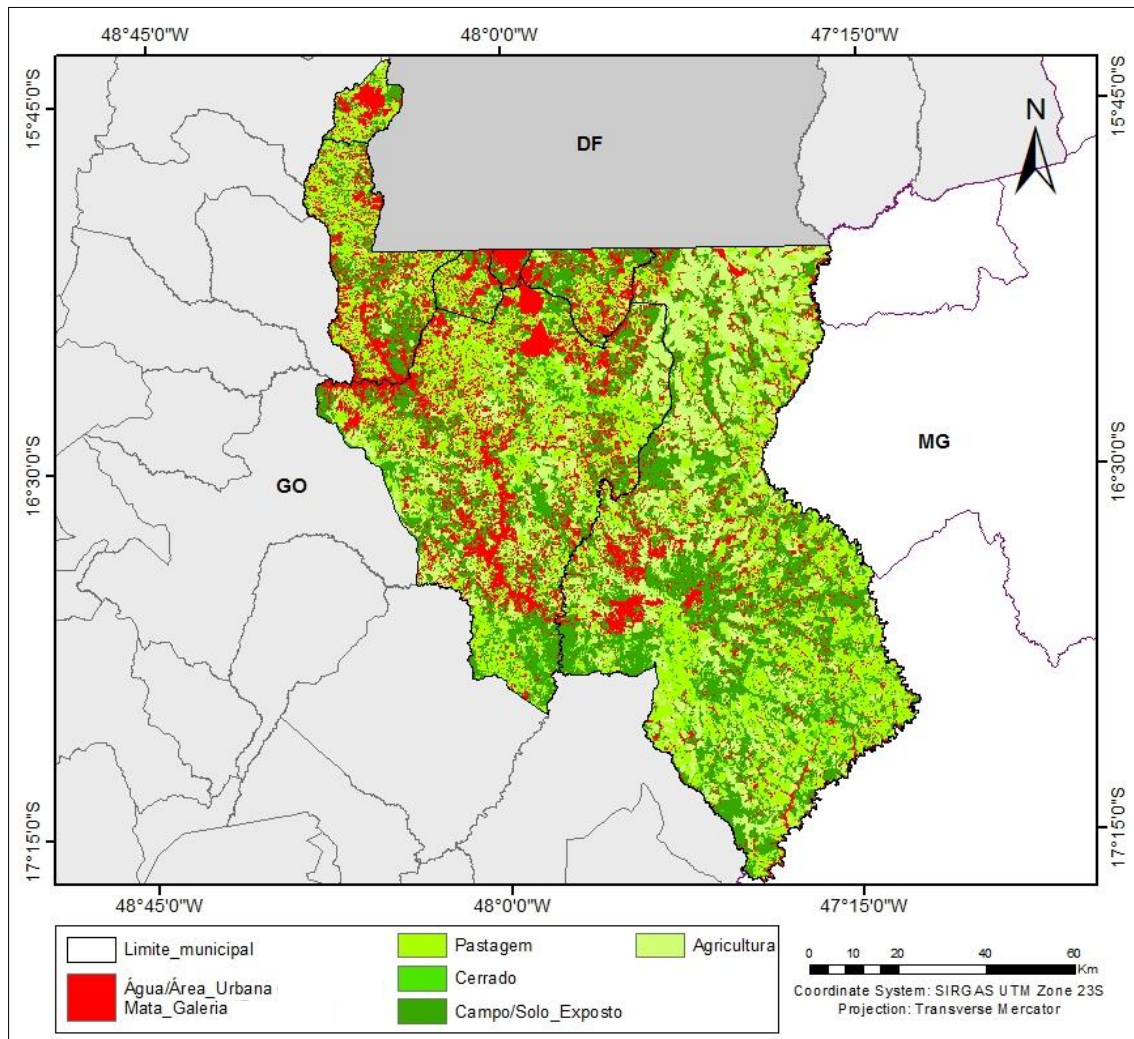 48°45'0"W 48°0'0"W 47°15'0"W
15°45'0"S 15°45'0"S
N
DF
MG
16°30'0"S 16°30'0"S
GO
17°15'0"S 17°15'0"S
48°45'0"W 48°0'0"W 47°15'0"W
Limite_municipal Pastagem Agricultura
Água/Área_Urbana
Mata_Galeria
Cerrado
Campo/Solo_Exposto
0 10 20 40 60
Km
Coordinate System: SIRGAS UTM Zone 23S
Projection: Transverse Mercator